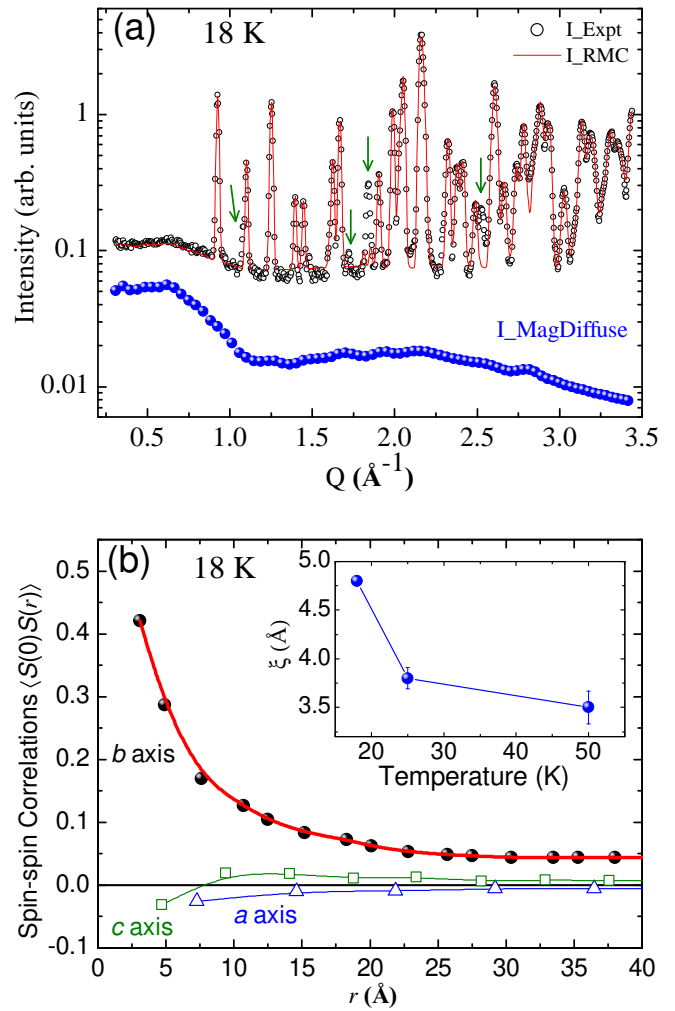 (a)
18 K
I_Expt
I_RMC
Intensity (arb. units)
1
0.1
0.01
I_MagDiffuse
0.5 1.0 1.5 2.0 2.5 3.0 3.5
Q (Å⁻¹)
(b)
18 K
Spin-spin Correlations ⟨S(0)S(r)⟩
0.5
0.4
0.3
0.2
0.1
0.0
-0.1
b axis
c axis
a axis
ξ (Å)
5.0
4.5
4.0
3.5
20 30 40 50
Temperature (K)
0 5 10 15 20 25 30 35 40
r (Å)